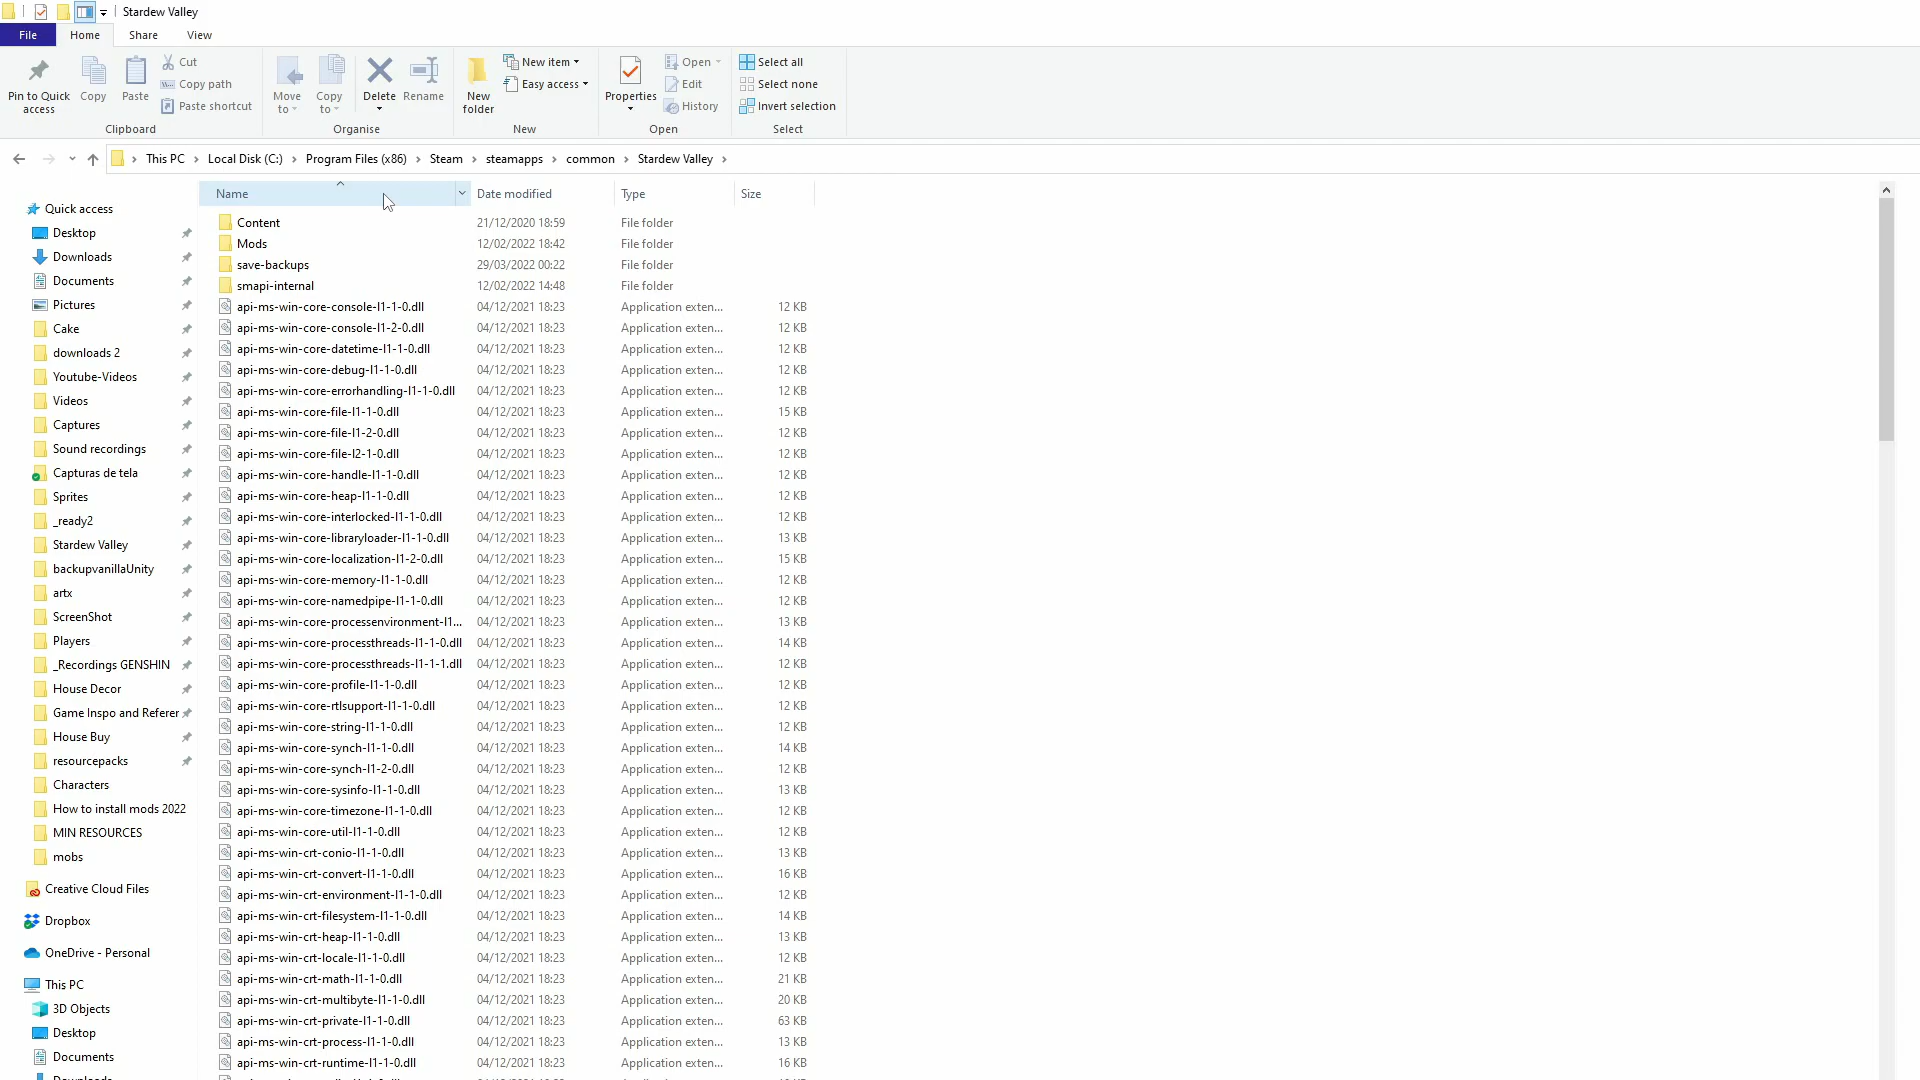 Stardew Valley
File Home Share View
Pin to Quick access
Copy
Paste
Cut
Copy path
Paste shortcut
Clipboard
Move to
Copy to
Delete
Rename
Organise
New folder
New item
Easy access
New
Properties
Open
Edit
History
Open
Select all
Select none
Invert selection
Select
This PC > Local Disk (C:) > Program Files (x86) > Steam > steamapps > common > Stardew Valley >
Quick access
Desktop
Downloads
Documents
Pictures
Cake
downloads 2
Youtube-Videos
Videos
Captures
Sound recordings
Capturas de tela
Sprites
_ready2
Stardew Valley
backupvanillaUnity
artx
ScreenShot
Players
_Recordings GENSHIN
House Decor
Game Inspo and Referer
House Buy
resourcepacks
Characters
How to install mods 2022
MIN RESOURCES
mobs
Creative Cloud Files
Dropbox
OneDrive - Personal
This PC
3D Objects
Desktop
Documents
Downloads
Name Date modified Type Size
Content 21/12/2020 18:59 File folder
Mods 12/02/2022 18:42 File folder
save-backups 29/03/2022 00:22 File folder
smapi-internal 12/02/2022 14:48 File folder
api-ms-win-core-console-l1-1-0.dll 04/12/2021 18:23 Application exten... 12 KB
api-ms-win-core-console-l1-2-0.dll 04/12/2021 18:23 Application exten... 12 KB
api-ms-win-core-datetime-l1-1-0.dll 04/12/2021 18:23 Application exten... 12 KB
api-ms-win-core-debug-l1-1-0.dll 04/12/2021 18:23 Application exten... 12 KB
api-ms-win-core-errorhandling-l1-1-0.dll 04/12/2021 18:23 Application exten... 12 KB
api-ms-win-core-file-l1-1-0.dll 04/12/2021 18:23 Application exten... 15 KB
api-ms-win-core-file-l1-2-0.dll 04/12/2021 18:23 Application exten... 12 KB
api-ms-win-core-file-l2-1-0.dll 04/12/2021 18:23 Application exten... 12 KB
api-ms-win-core-handle-l1-1-0.dll 04/12/2021 18:23 Application exten... 12 KB
api-ms-win-core-heap-l1-1-0.dll 04/12/2021 18:23 Application exten... 12 KB
api-ms-win-core-interlocked-l1-1-0.dll 04/12/2021 18:23 Application exten... 12 KB
api-ms-win-core-libraryloader-l1-1-0.dll 04/12/2021 18:23 Application exten... 13 KB
api-ms-win-core-localization-l1-2-0.dll 04/12/2021 18:23 Application exten... 15 KB
api-ms-win-core-memory-l1-1-0.dll 04/12/2021 18:23 Application exten... 12 KB
api-ms-win-core-namedpipe-l1-1-0.dll 04/12/2021 18:23 Application exten... 12 KB
api-ms-win-core-processenvironment-l1... 04/12/2021 18:23 Application exten... 13 KB
api-ms-win-core-processthreads-l1-1-0.dll 04/12/2021 18:23 Application exten... 14 KB
api-ms-win-core-processthreads-l1-1-1.dll 04/12/2021 18:23 Application exten... 12 KB
api-ms-win-core-profile-l1-1-0.dll 04/12/2021 18:23 Application exten... 12 KB
api-ms-win-core-rtlsupport-l1-1-0.dll 04/12/2021 18:23 Application exten... 12 KB
api-ms-win-core-string-l1-1-0.dll 04/12/2021 18:23 Application exten... 12 KB
api-ms-win-core-synch-l1-1-0.dll 04/12/2021 18:23 Application exten... 14 KB
api-ms-win-core-synch-l1-2-0.dll 04/12/2021 18:23 Application exten... 12 KB
api-ms-win-core-sysinfo-l1-1-0.dll 04/12/2021 18:23 Application exten... 13 KB
api-ms-win-core-timezone-l1-1-0.dll 04/12/2021 18:23 Application exten... 12 KB
api-ms-win-core-util-l1-1-0.dll 04/12/2021 18:23 Application exten... 12 KB
api-ms-win-crt-conio-l1-1-0.dll 04/12/2021 18:23 Application exten... 13 KB
api-ms-win-crt-convert-l1-1-0.dll 04/12/2021 18:23 Application exten... 16 KB
api-ms-win-crt-environment-l1-1-0.dll 04/12/2021 18:23 Application exten... 12 KB
api-ms-win-crt-filesystem-l1-1-0.dll 04/12/2021 18:23 Application exten... 14 KB
api-ms-win-crt-heap-l1-1-0.dll 04/12/2021 18:23 Application exten... 13 KB
api-ms-win-crt-locale-l1-1-0.dll 04/12/2021 18:23 Application exten... 12 KB
api-ms-win-crt-math-l1-1-0.dll 04/12/2021 18:23 Application exten... 21 KB
api-ms-win-crt-multibyte-l1-1-0.dll 04/12/2021 18:23 Application exten... 20 KB
api-ms-win-crt-private-l1-1-0.dll 04/12/2021 18:23 Application exten... 63 KB
api-ms-win-crt-process-l1-1-0.dll 04/12/2021 18:23 Application exten... 13 KB
api-ms-win-crt-runtime-l1-1-0.dll 04/12/2021 18:23 Application exten... 16 KB